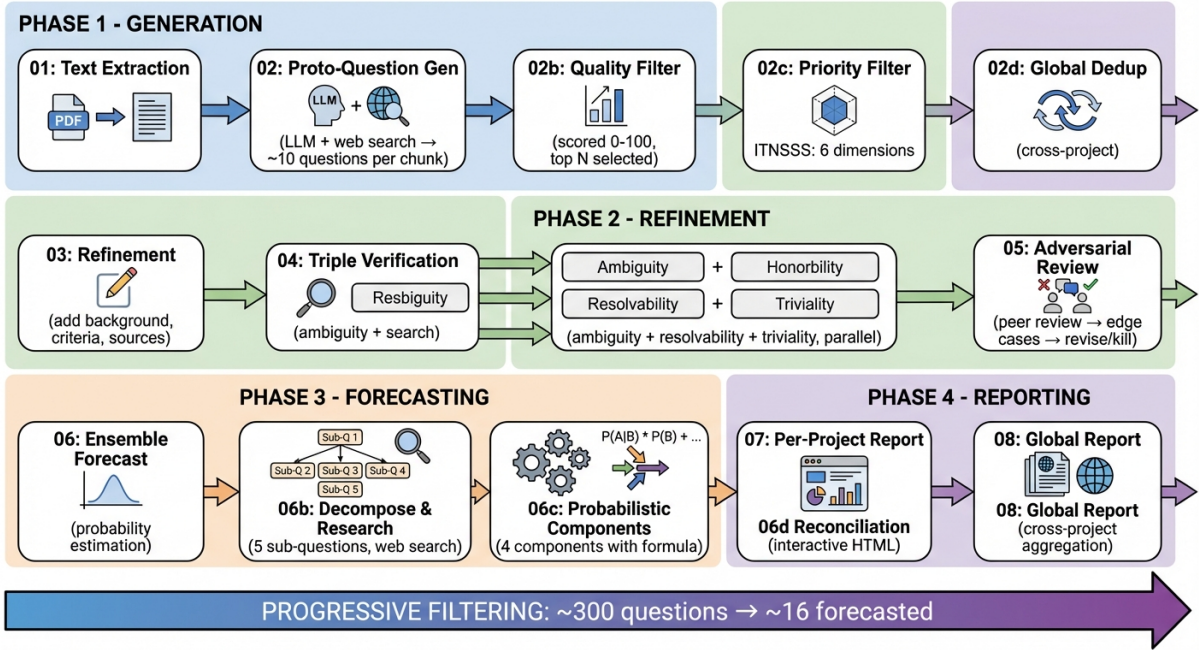 PHASE 1 - GENERATION
01: Text Extraction
PDF
02: Proto-Question Gen
LLM
+
(LLM + web search →
~10 questions per chunk)
02b: Quality Filter
(scored 0-100,
top N selected)
02c: Priority Filter
ITNSSS: 6 dimensions
02d: Global Dedup
(cross-project)
PHASE 2 - REFINEMENT
03: Refinement
(add background,
criteria, sources)
04: Triple Verification
Resbiguity
(ambiguity + search)
Ambiguity + Honorbility
Resolvability + Triviality
(ambiguity + resolvability + triviality, parallel)
05: Adversarial
Review
(peer review → edge
cases → revise/kill)
PHASE 3 - FORECASTING
06: Ensemble
Forecast
(probability
estimation)
Sub-Q 1
Sub-Q 2 Sub-Q 3 Sub-Q 4
Sub-Q 5
06b: Decompose &
Research
(5 sub-questions, web search)
P(A|B) * P(B) + ...
06c: Probabilistic
Components
(4 components with formula)
PHASE 4 - REPORTING
07: Per-Project Report
06d Reconciliation
(interactive HTML)
08: Global Report
08: Global Report
(cross-project
aggregation)
PROGRESSIVE FILTERING: ~300 questions → ~16 forecasted